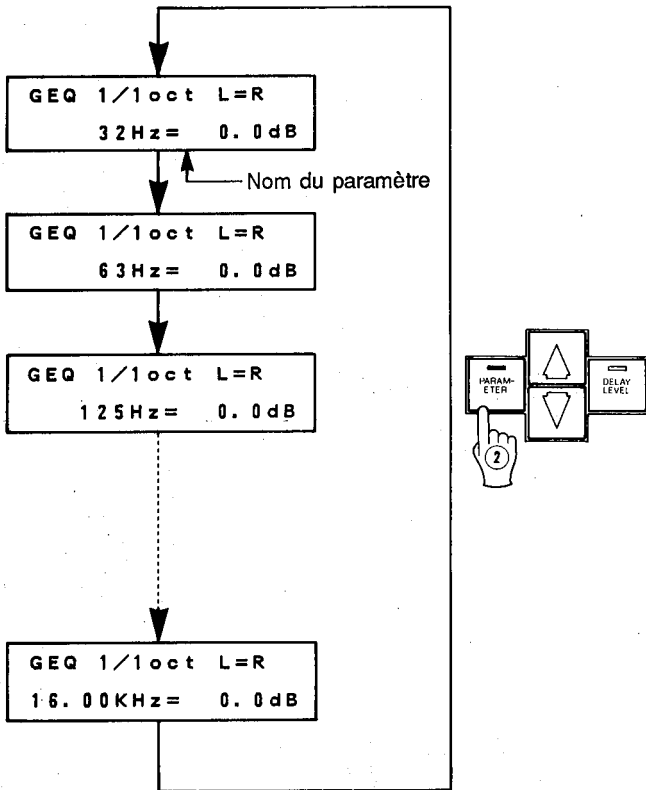 GEQ 1/1oct L=R
32Hz= 0.0dB
Nom du paramètre
GEQ 1/1oct L=R
63Hz= 0.0dB
GEQ 1/1oct L=R
125Hz= 0.0dB
PARAM-
ETER
DELAY
LEVEL
2
GEQ 1/1oct L=R
16.00KHz= 0.0dB